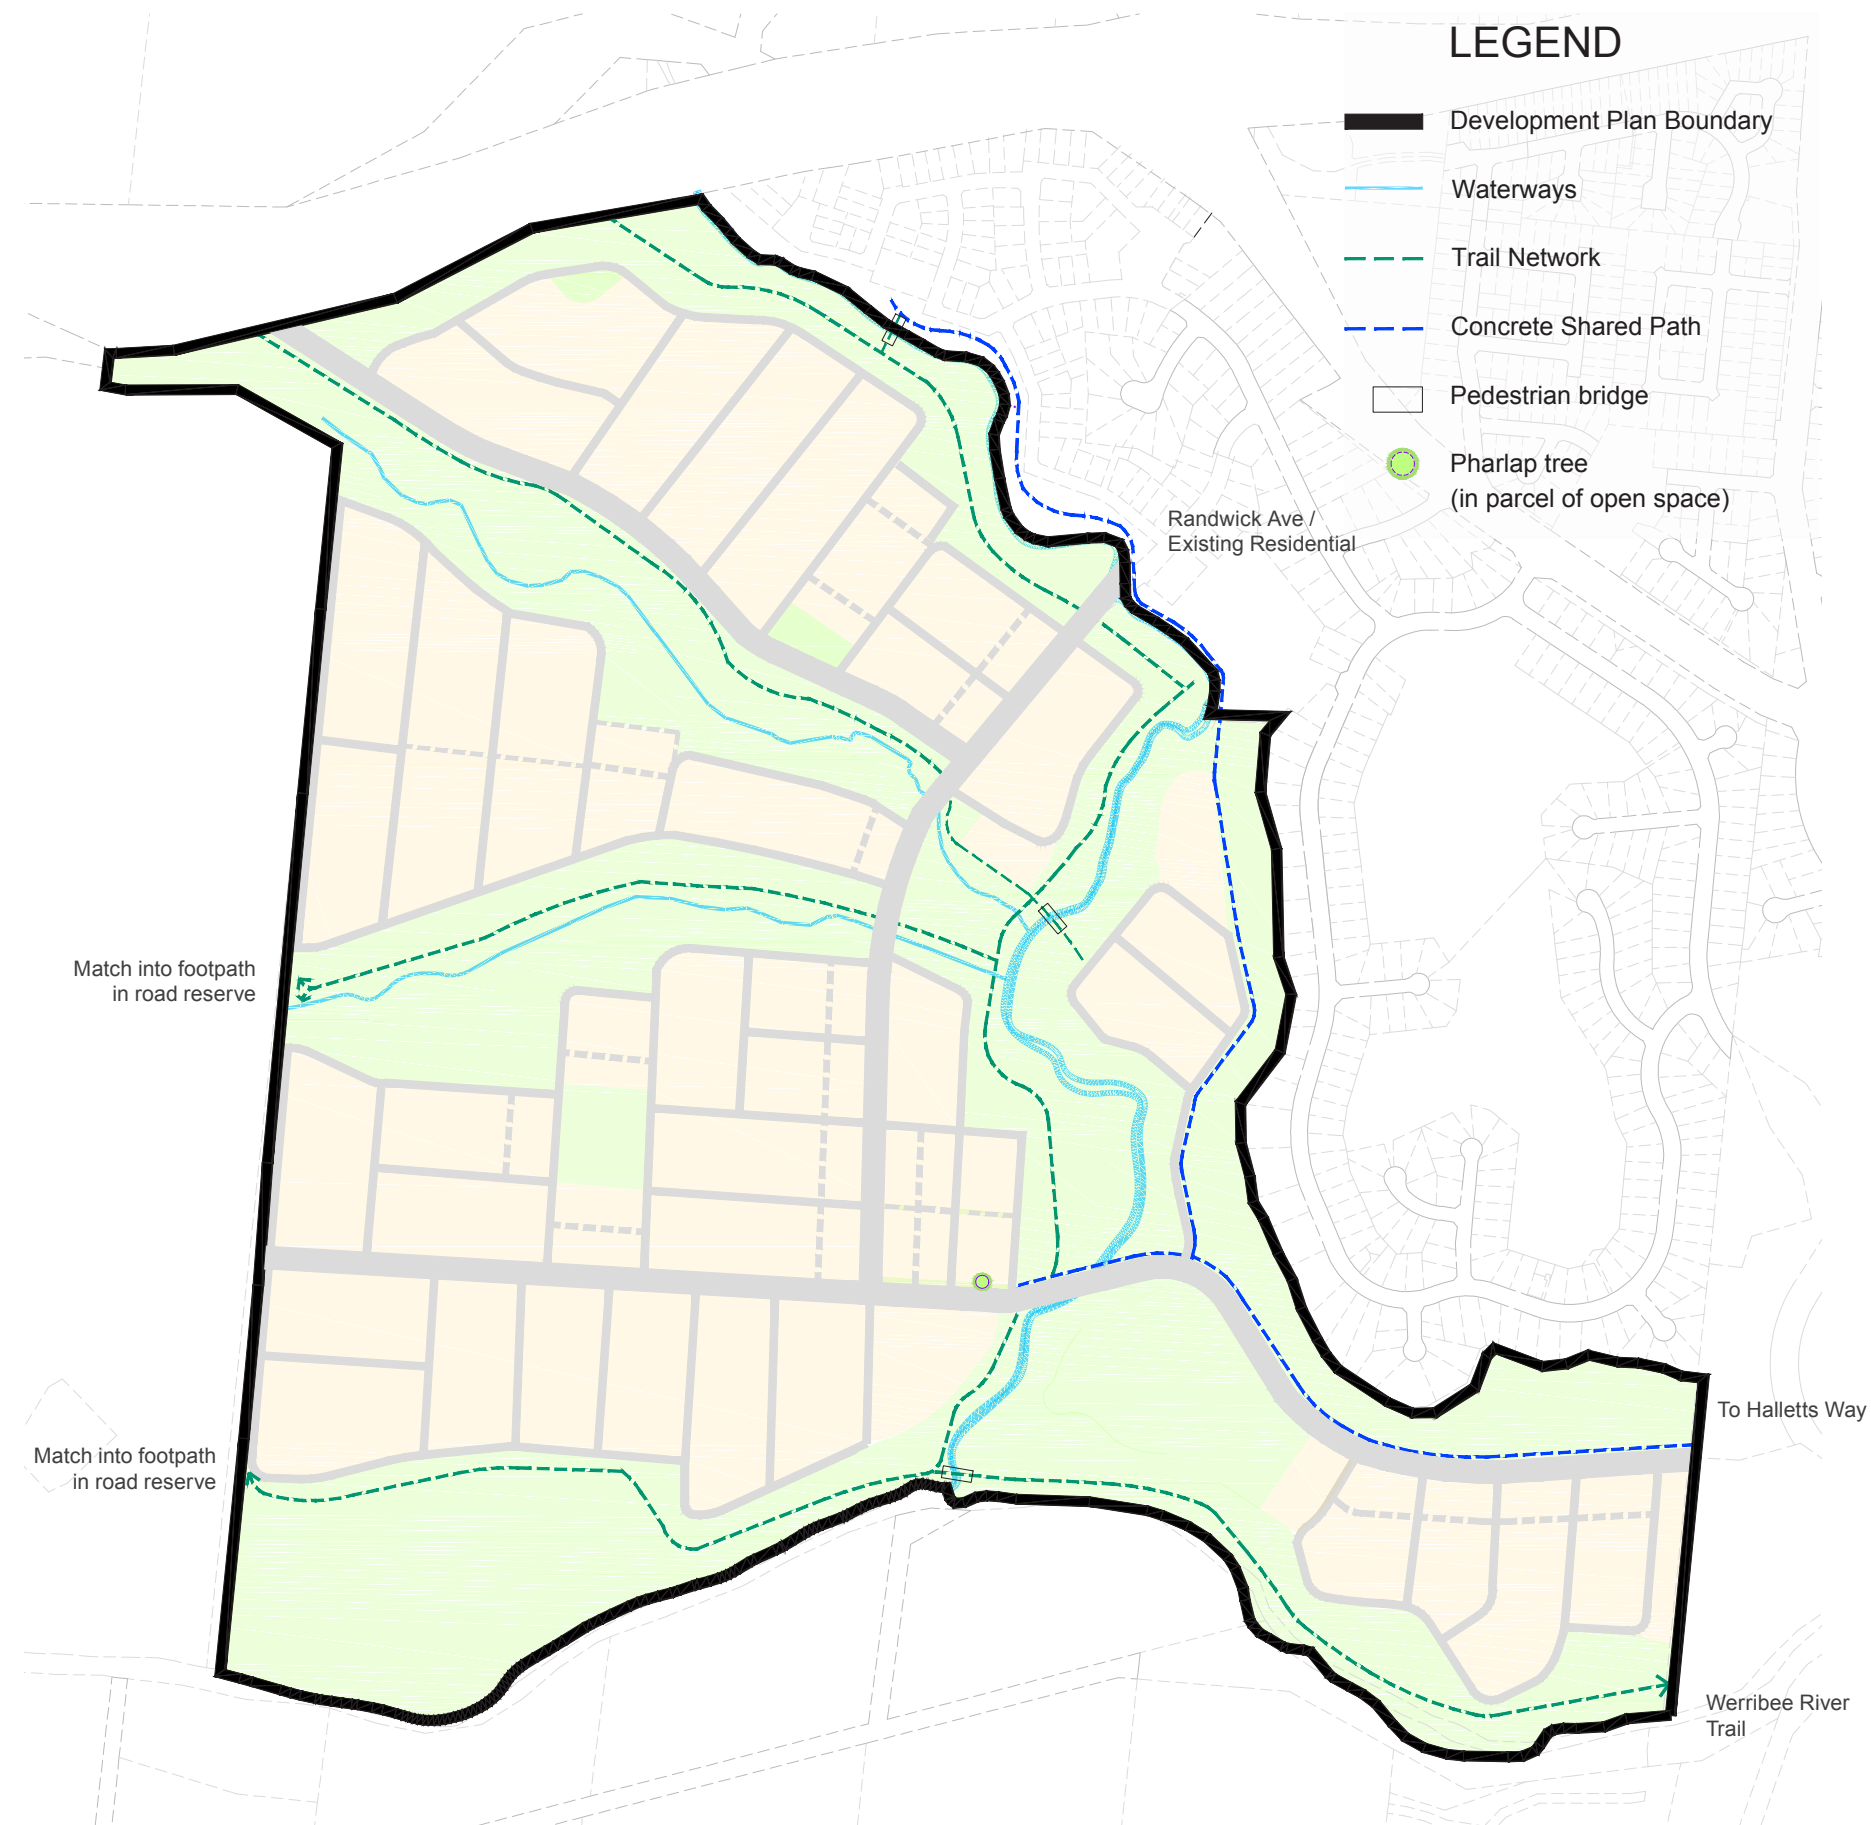 LEGEND
Development Plan Boundary
Waterways
Trail Network
Concrete Shared Path
Pedestrian bridge
Pharlap tree
(in parcel of open space)
Randwick Ave /
Existing Residential
Match into footpath
in road reserve
To Halletts Way
Match into footpath
in road reserve
Werribee River
Trail